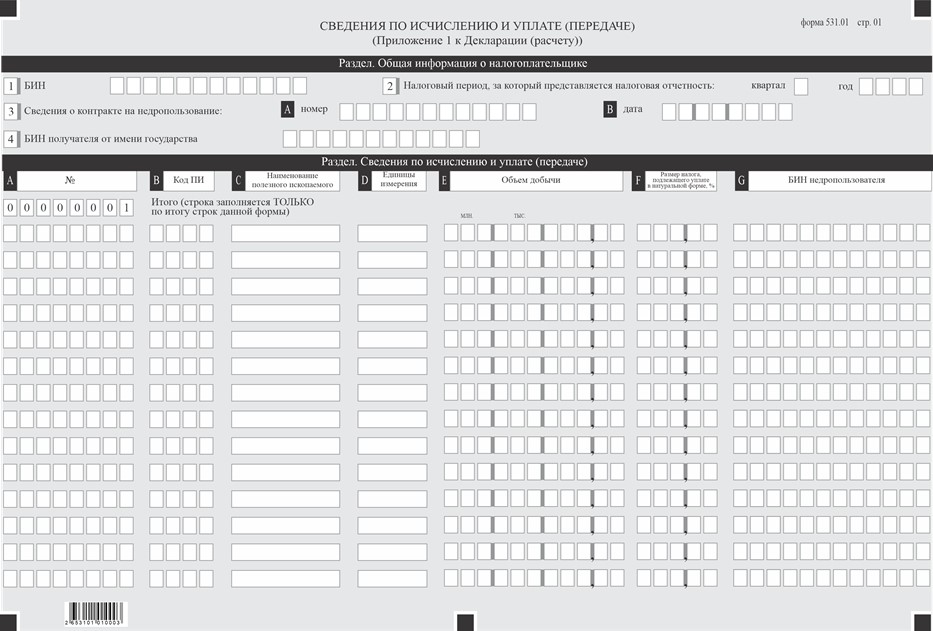 форма 531.01 стр. 01
СВЕДЕНИЯ ПО ИСЧИСЛЕНИЮ И УПЛАТЕ (ПЕРЕДАЧЕ)
(Приложение 1 к Декларации (расчету))
Раздел. Общая информация о налогоплательщике
1 БИН 2 Налоговый период, за который представляется налоговая отчетность: квартал год
3 Сведения о контракте на недропользование: A номер B дата
4 БИН получателя от имени государства
Раздел. Сведения по исчислению и уплате (передаче)
A № B Код ПИ C Наименование полезного ископаемого D Единицы измерения E Объем добычи F Размер налога, подлежащего уплате в натуральной форме, % G БИН недропользователя
0 0 0 0 0 0 0 1 Итого (строка заполняется ТОЛЬКО
по итогу строк данной формы)
МЛН. ТЫС.
2 653101 010003